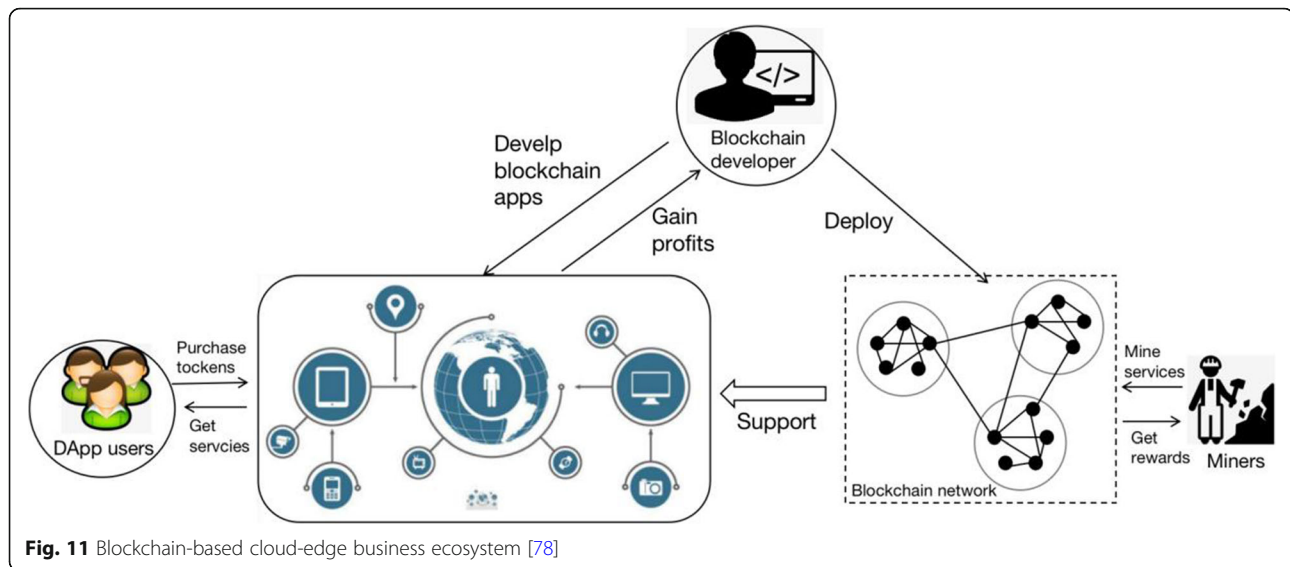 </>
Blockchain
developer
Develp
blockchain
apps
Gain
profits
Deploy
Purchase
tockens
Get
servcies
DApp users
Support
Mine
services
Get
rewards
Miners
Blockchain network
Fig. 11 Blockchain-based cloud-edge business ecosystem [78]